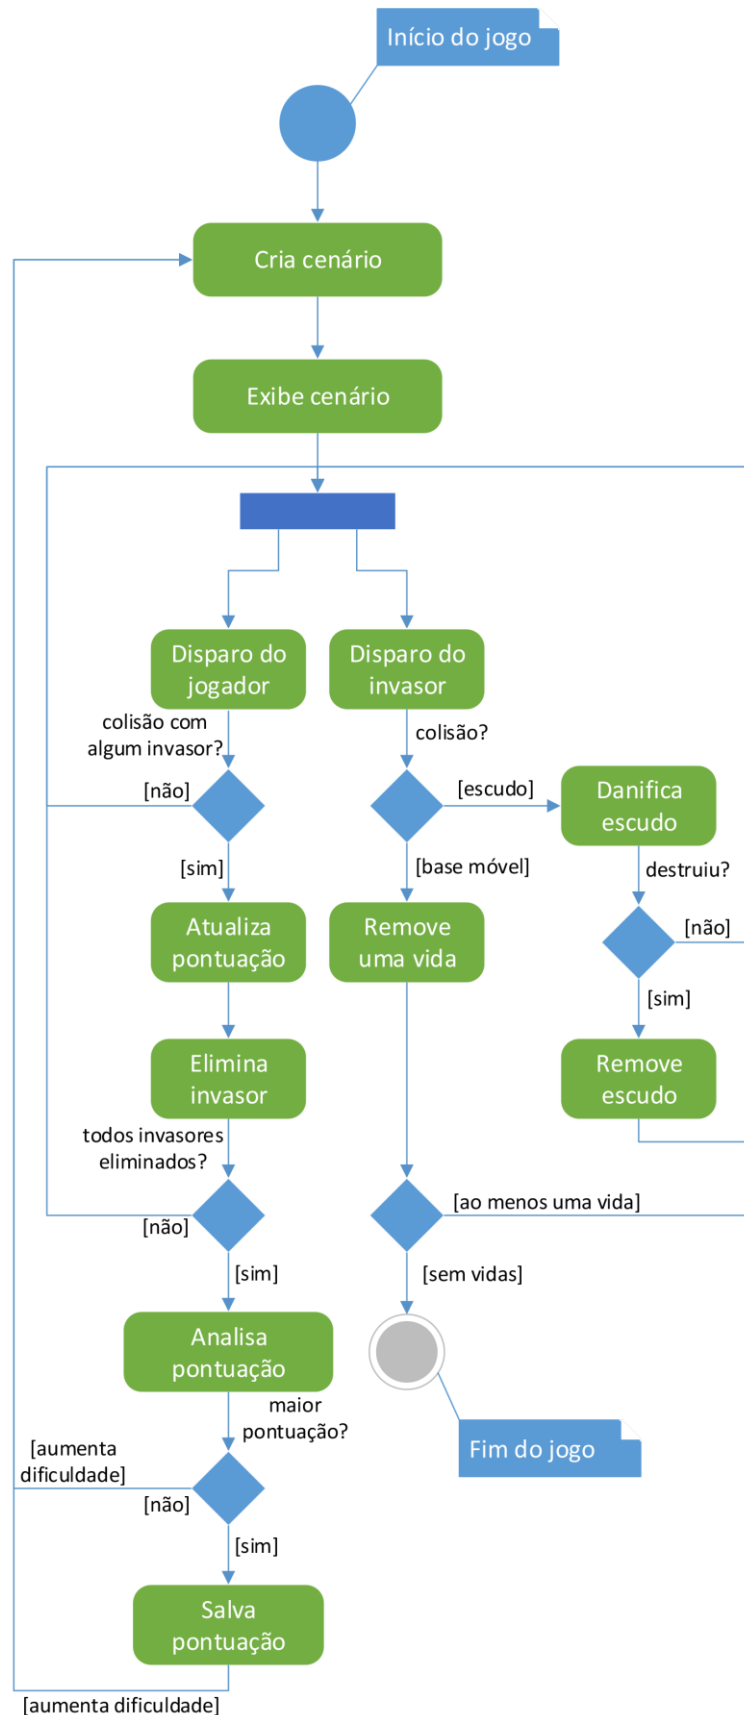 Início do jogo
Cria cenário
Exibe cenário
Disparo do
jogador
Disparo do
invasor
colisão com
algum invasor?
colisão?
[não]
[escudo]
Danifica
escudo
[sim]
[base móvel]
destruiu?
Atualiza
pontuação
Remove
uma vida
[não]
[sim]
Elimina
invasor
Remove
escudo
todos invasores
eliminados?
[não]
[ao menos uma vida]
[sim]
[sem vidas]
Analisa
pontuação
maior
pontuação?
Fim do jogo
[aumenta
dificuldade]
[não]
[sim]
Salva
pontuação
[aumenta dificuldade]